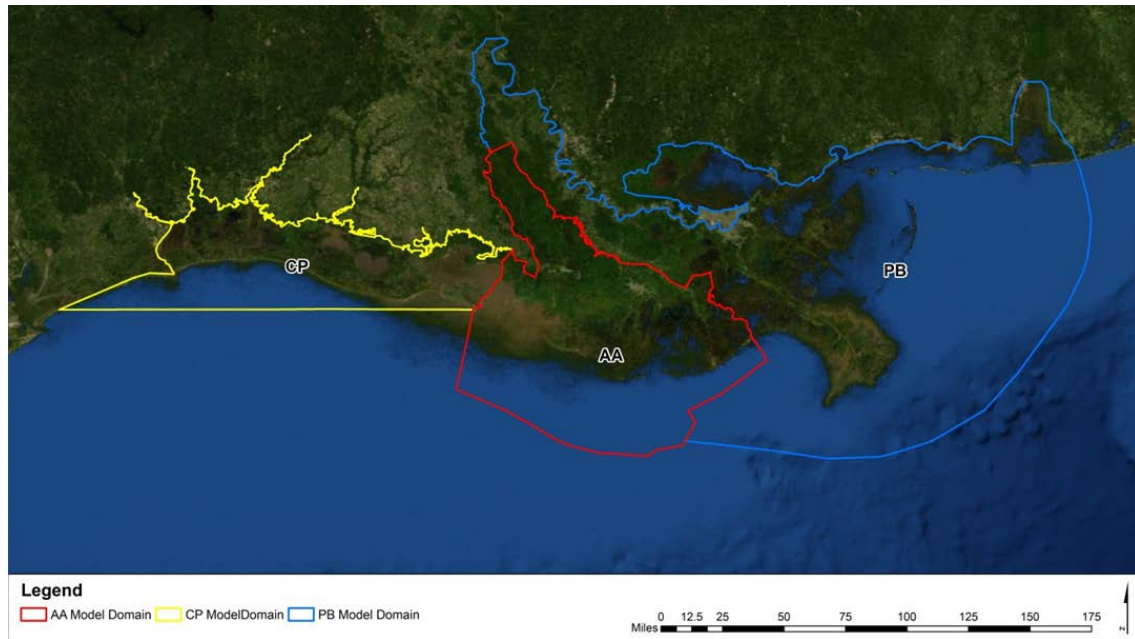 CP
PB
AA
Legend
AA Model Domain CP ModelDomain PB Model Domain
Miles 0 12.5 25 50 75 100 125 150 175
N